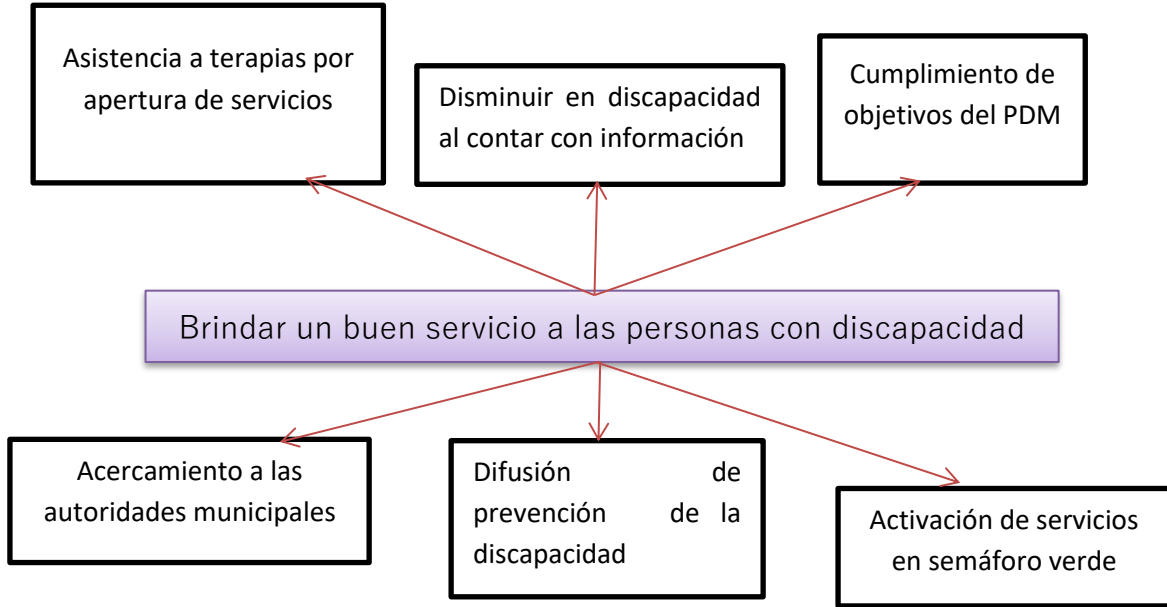 Asistencia a terapias por
apertura de servicios
Disminuir en discapacidad
al contar con información
Cumplimiento de
objetivos del PDM
Brindar un buen servicio a las personas con discapacidad
Acercamiento a las
autoridades municipales
Difusión de
prevención de la
discapacidad
Activación de servicios
en semáforo verde